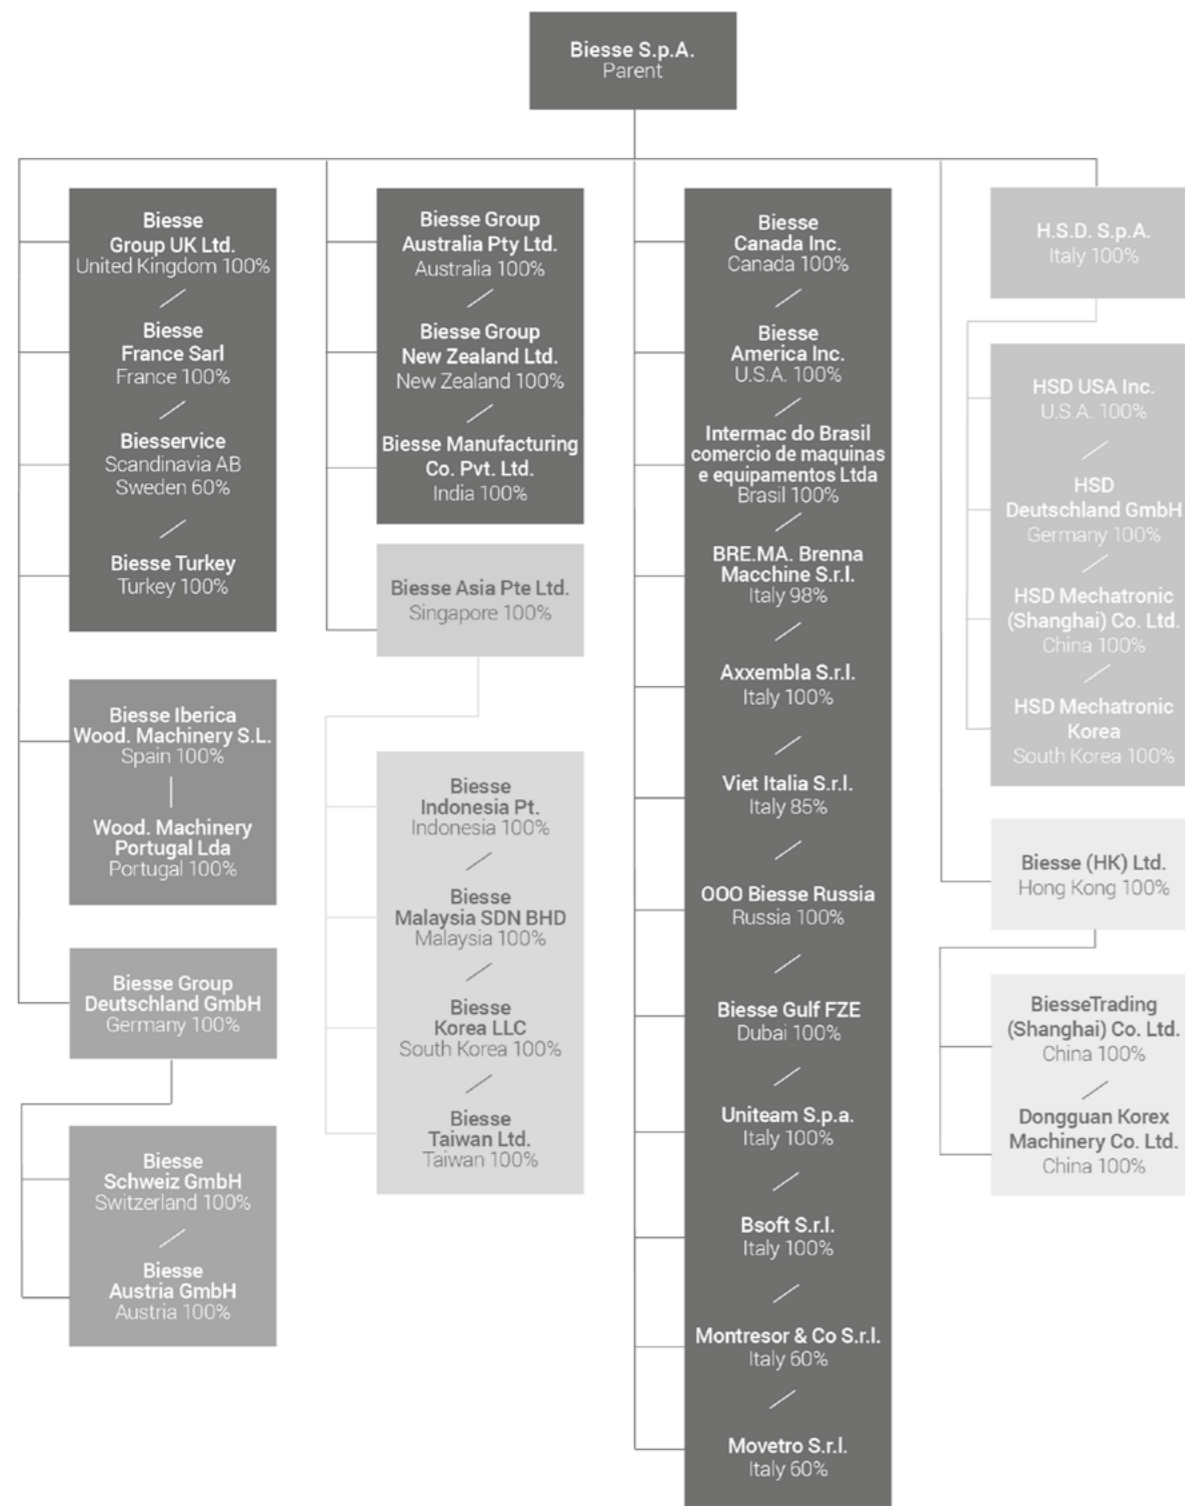 Biesse S.p.A.
Parent
Biesse
Group UK Ltd.
United Kingdom 100%
Biesse
France Sarl
France 100%
Biesservice
Scandinavia AB
Sweden 60%
Biesse Turkey
Turkey 100%
Biesse Iberica
Wood. Machinery S.L.
Spain 100%
Wood. Machinery
Portugal Lda
Portugal 100%
Biesse Group
Deutschland GmbH
Germany 100%
Biesse
Schweiz GmbH
Switzerland 100%
Biesse
Austria GmbH
Austria 100%
Biesse Group
Australia Pty Ltd.
Australia 100%
Biesse Group
New Zealand Ltd.
New Zealand 100%
Biesse Manufacturing
Co. Pvt. Ltd.
India 100%
Biesse Asia Pte Ltd.
Singapore 100%
Biesse
Indonesia Pt.
Indonesia 100%
Biesse
Malaysia SDN BHD
Malaysia 100%
Biesse
Korea LLC
South Korea 100%
Biesse
Taiwan Ltd.
Taiwan 100%
Biesse
Canada Inc.
Canada 100%
Biesse
America Inc.
U.S.A. 100%
Intermac do Brasil
comercio de maquinas
e equipamentos Ltda
Brasil 100%
BRE.MA. Brenna
Macchine S.r.l.
Italy 98%
Axxembla S.r.l.
Italy 100%
Viet Italia S.r.l.
Italy 85%
OOO Biesse Russia
Russia 100%
Biesse Gulf FZE
Dubai 100%
Uniteam S.p.a.
Italy 100%
Bsoft S.r.l.
Italy 100%
Montresor & Co S.r.l.
Italy 60%
Movetro S.r.l.
Italy 60%
H.S.D. S.p.A.
Italy 100%
HSD USA Inc.
U.S.A. 100%
HSD
Deutschland GmbH
Germany 100%
HSD Mechatronic
(Shanghai) Co. Ltd.
China 100%
HSD Mechatronic
Korea
South Korea 100%
Biesse (HK) Ltd.
Hong Kong 100%
BiesseTrading
(Shanghai) Co. Ltd.
China 100%
Dongguan Korex
Machinery Co. Ltd.
China 100%